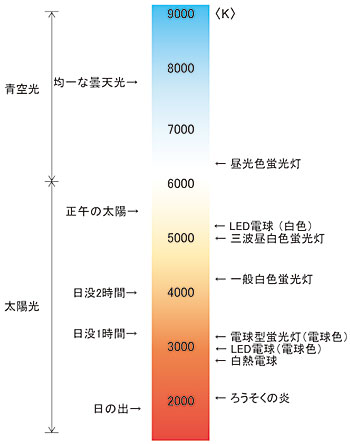 9000 〈K〉
8000
均一な曇天光→
青空光
7000
←昼光色蛍光灯
6000
正午の太陽→
←LED電球（白色）
5000
←三波昼白色蛍光灯
←一般白色蛍光灯
日没2時間→
4000
太陽光
日没1時間→
←電球型蛍光灯（電球色）
3000
←LED電球（電球色）
←白熱電球
2000
←ろうそくの炎
日の出→